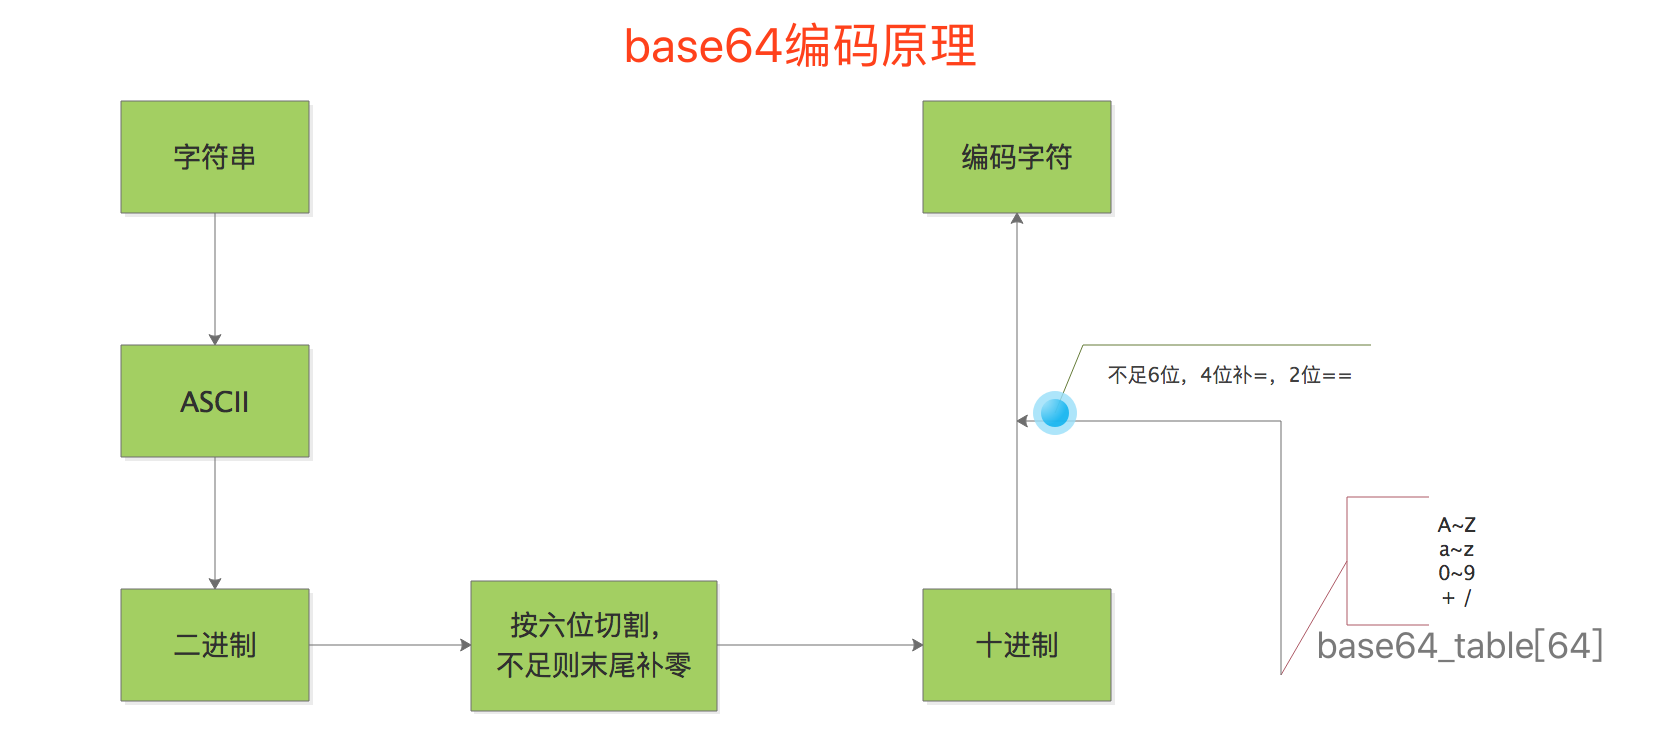 base64编码原理
字符串
编码字符
ASCII
不足6位，4位补=，2位==
二进制
按六位切割，
不足则末尾补零
十进制
A~Z
a~z
0~9
+ /
base64_table[64]